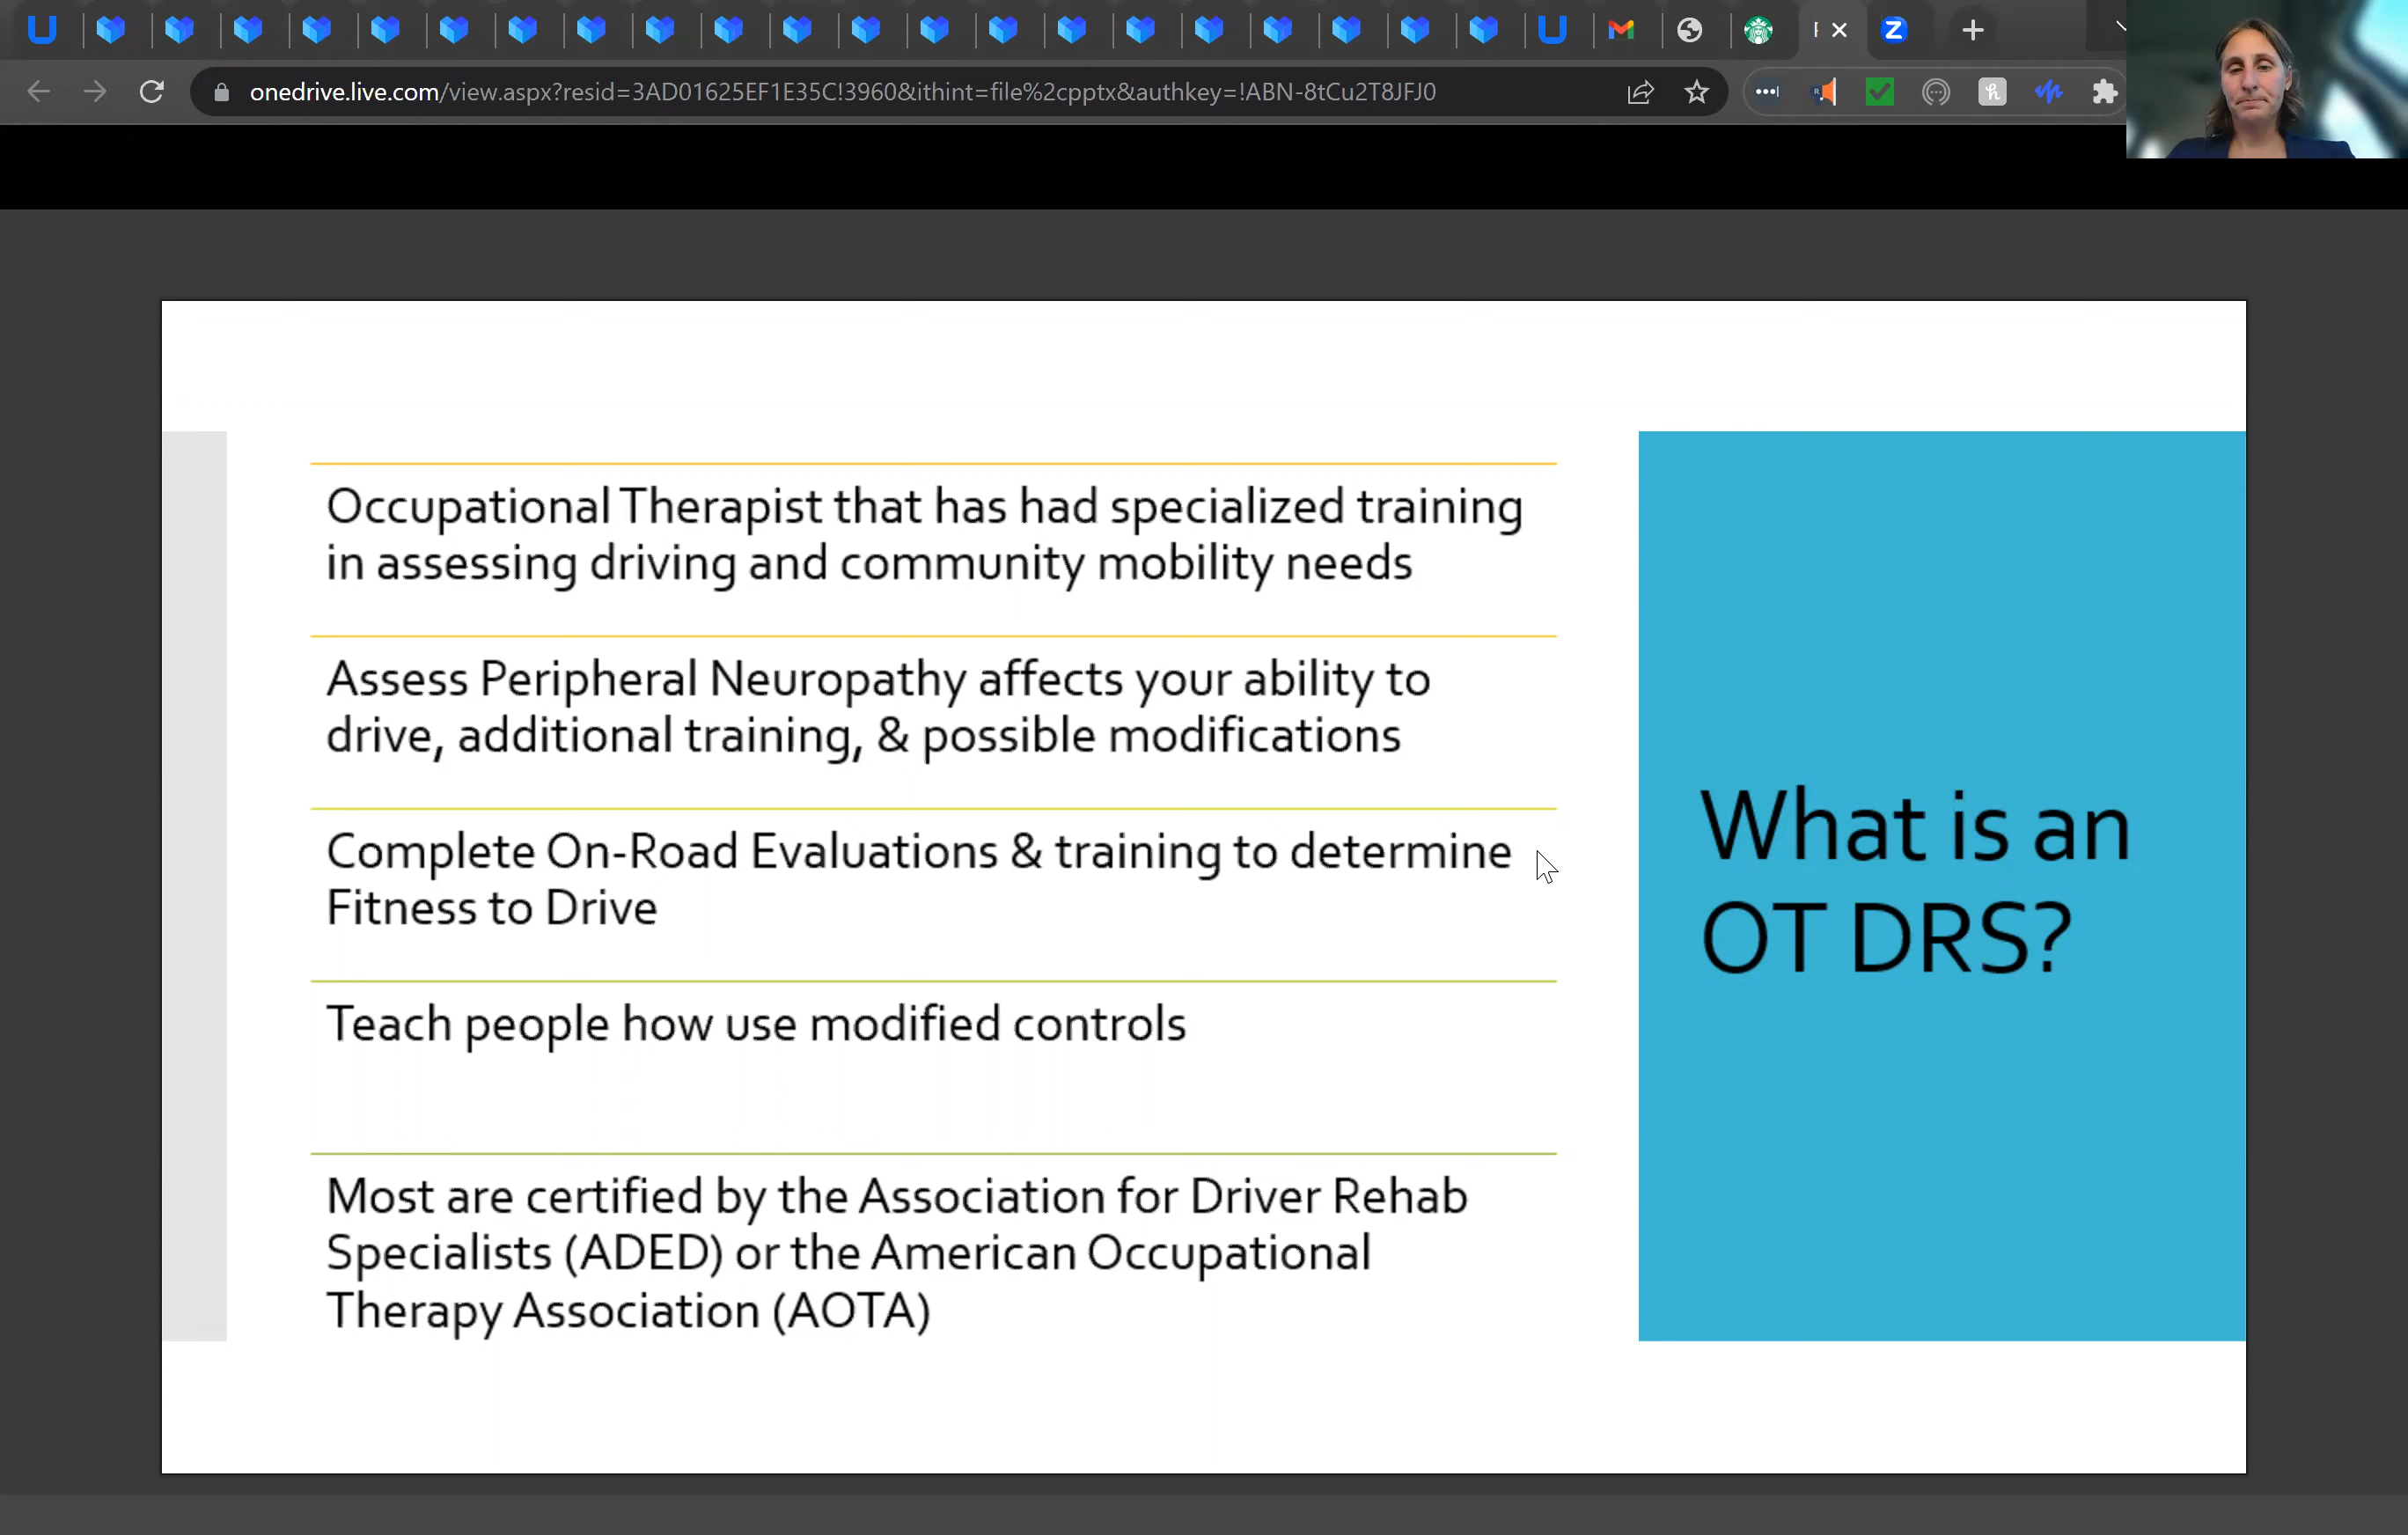 onedrive.live.com/view.aspx?resid=3AD01625EF1E35C!3960&ithint=file%2cpptx&authkey=!ABN-8tCu2T8JFJ0
Occupational Therapist that has had specialized training
in assessing driving and community mobility needs
Assess Peripheral Neuropathy affects your ability to
drive, additional training, & possible modifications
Complete On-Road Evaluations & training to determine
Fitness to Drive
Teach people how use modified controls
Most are certified by the Association for Driver Rehab
Specialists (ADED) or the American Occupational
Therapy Association (AOTA)
What is an
OT DRS?